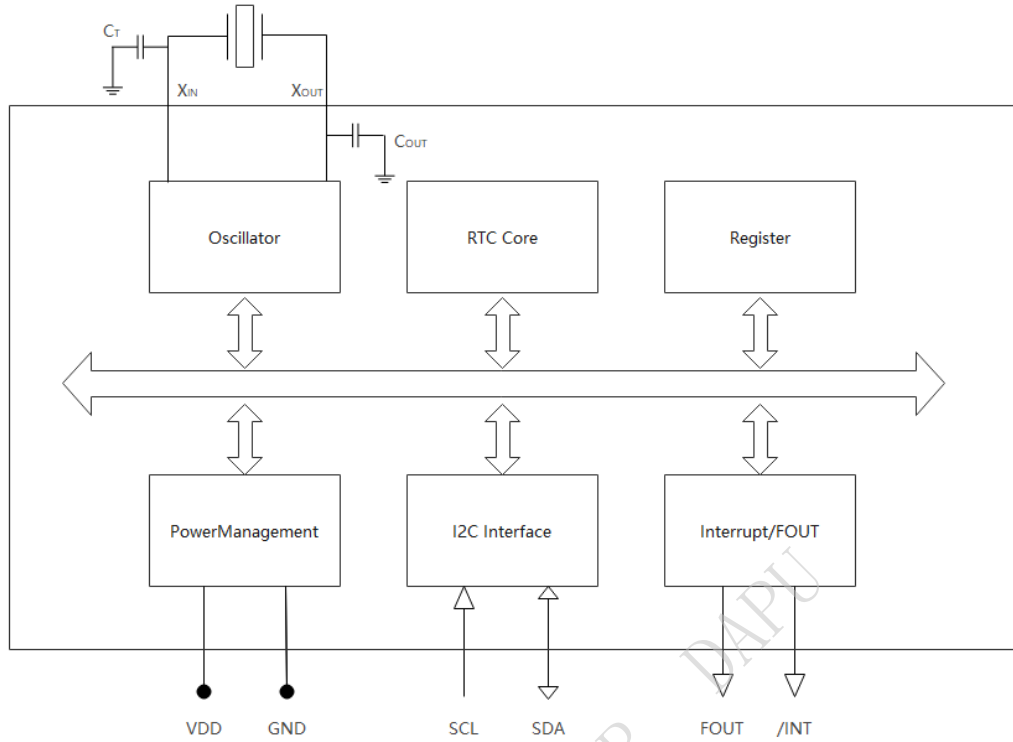 CT
XIN XOUT
COUT
Oscillator RTC Core Register
PowerManagement I2C Interface Interrupt/FOUT
DAPU
VDD GND SCL SDA FOUT /INT